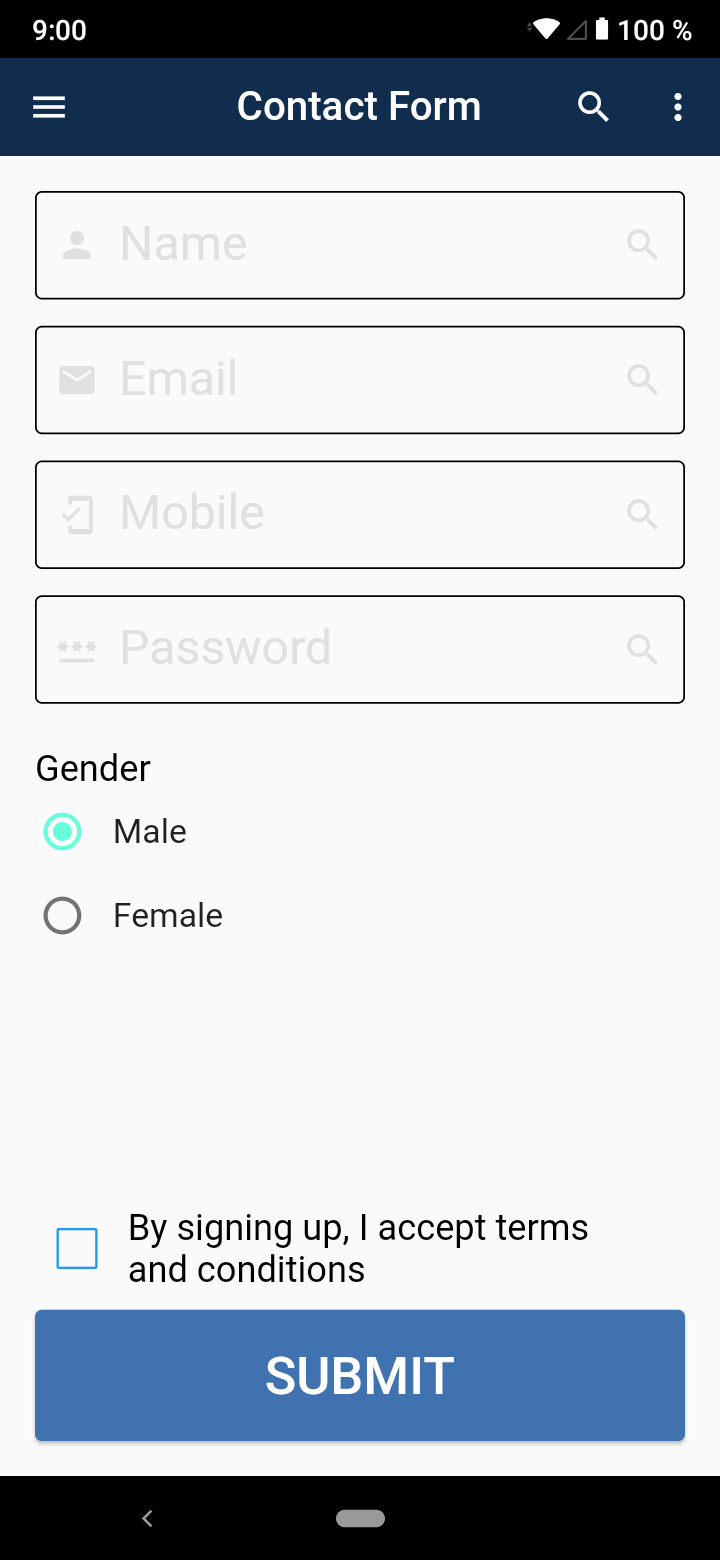 9:00 100 %
Contact Form
Name
Email
Mobile
Password
Gender
Male
Female
By signing up, I accept terms
and conditions
SUBMIT